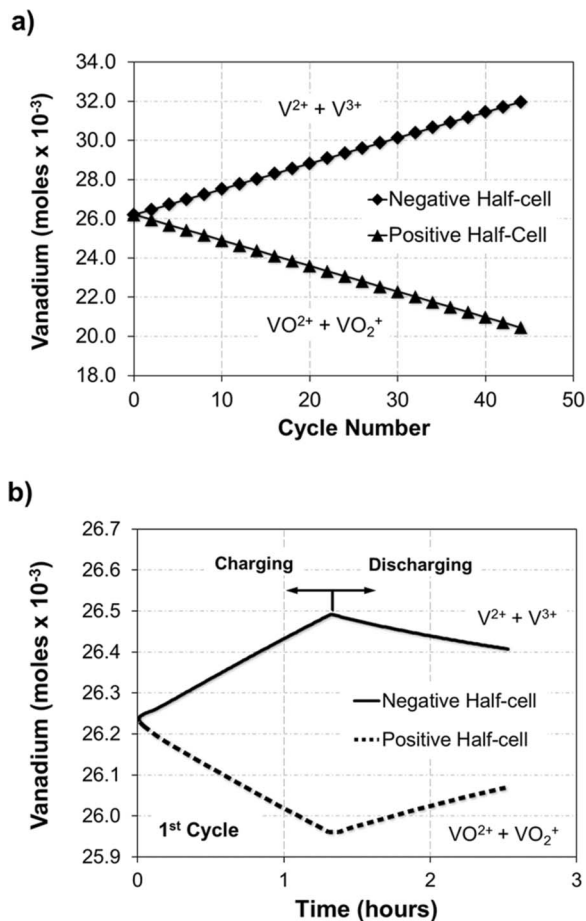 a)
34.0
32.0
30.0
28.0
26.0
24.0
22.0
20.0
18.0
Vanadium (moles x 10⁻³)
V²⁺ + V³⁺
Negative Half-cell
Positive Half-Cell
VO²⁺ + VO₂⁺
0 10 20 30 40 50
Cycle Number
b)
26.7
26.6
26.5
26.4
26.3
26.2
26.1
26.0
25.9
Vanadium (moles x 10⁻³)
Charging Discharging
V²⁺ + V³⁺
Negative Half-cell
Positive Half-cell
1st Cycle
VO²⁺ + VO₂⁺
0 1 2 3
Time (hours)